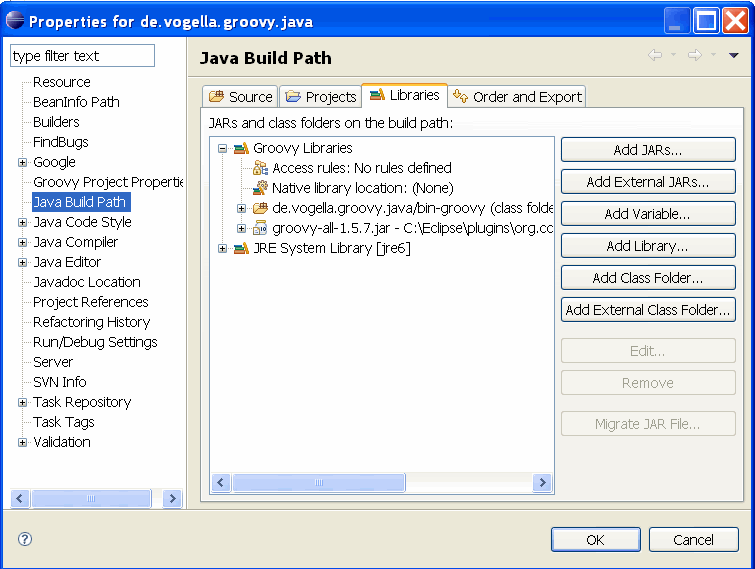 Properties for de.vogella.groovy.java
type filter text
Resource
BeanInfo Path
Builders
FindBugs
Google
Groovy Project Propertie
Java Build Path
Java Code Style
Java Compiler
Java Editor
Javadoc Location
Project References
Refactoring History
Run/Debug Settings
Server
SVN Info
Task Repository
Task Tags
Validation
Java Build Path
Source Projects Libraries Order and Export
JARs and class folders on the build path:
Groovy Libraries
Access rules: No rules defined
Native library location: (None)
de.vogella.groovy.java/bin-groovy (class folde
groovy-all-1.5.7.jar - C:\Eclipse\plugins\org.cc
JRE System Library [jre6]
Add JARs...
Add External JARs...
Add Variable...
Add Library...
Add Class Folder...
Add External Class Folder...
Edit...
Remove
Migrate JAR File...
?
OK Cancel